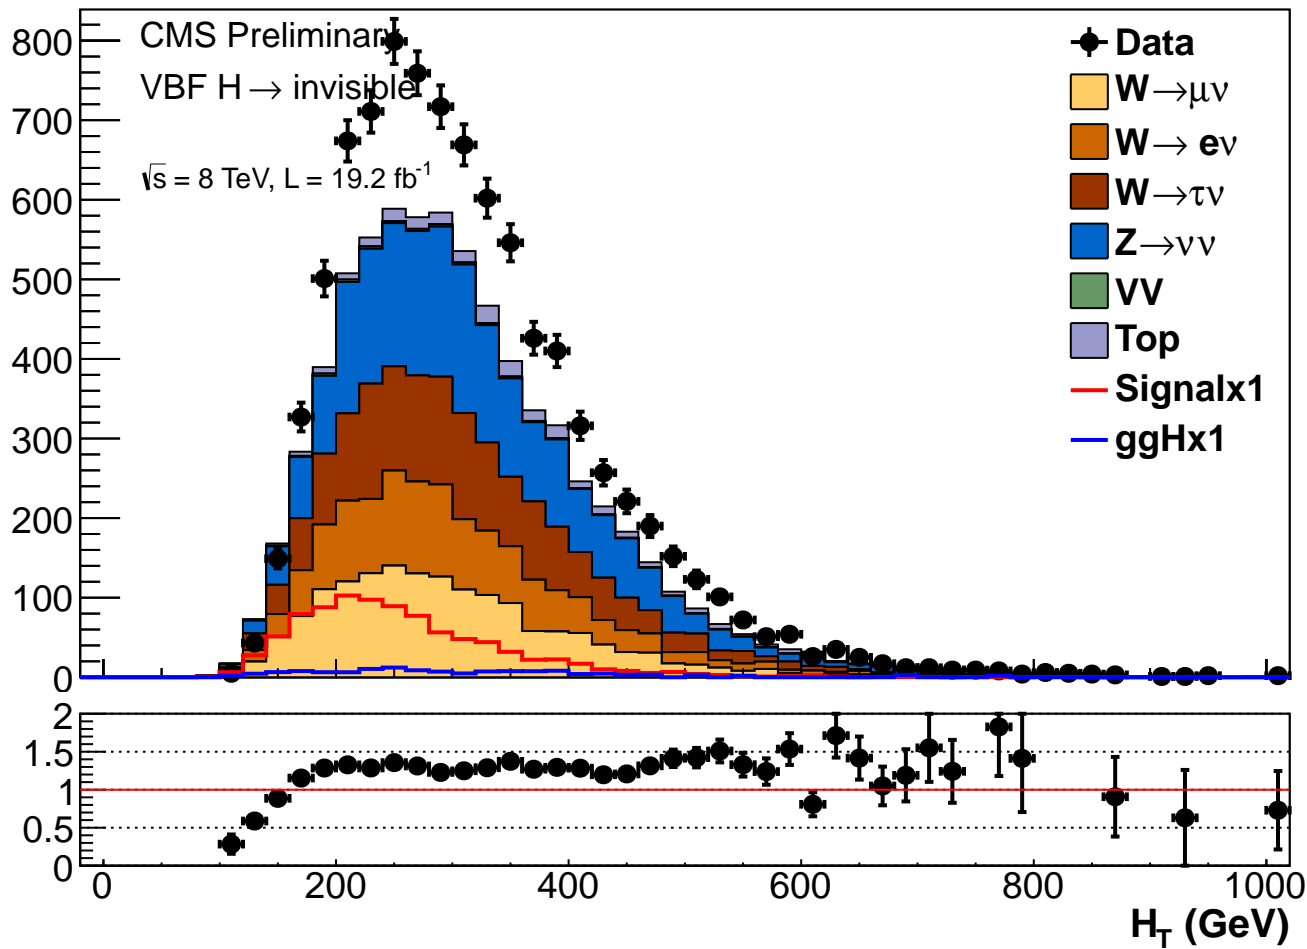 800
700
600
500
400
300
200
100
0
CMS Preliminary
VBF H → invisible
√s = 8 TeV, L = 19.2 fb⁻¹
Data
W→μν
W→ eν
W→τν
Z→νν
VV
Top
Signalx1
ggHx1
2
1.5
1
0.5
0
0 200 400 600 800 1000
H_T (GeV)